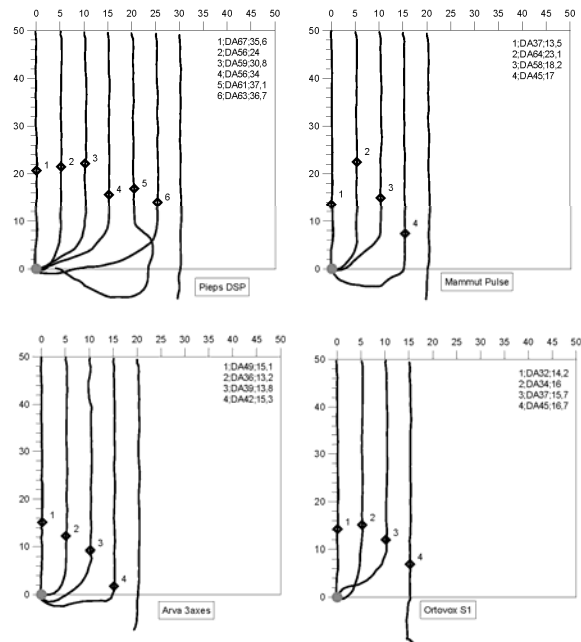 0 5 10 15 20 25 30 35 40 45 50
50
40
30
20
10
0
1;DA67;35,6
2;DA56;24
3;DA59;30,8
4;DA56;34
5;DA61;37,1
6;DA63;36,7
1 2 3 4 5 6
Pieps DSP
0 5 10 15 20 25 30 35 40 45 50
50
40
30
20
10
0
1;DA37;13,5
2;DA64;23,1
3;DA58;18,2
4;DA45;17
2
1
3
4
Mammut Pulse
0 5 10 15 20 25 30 35 40 45 50
50
40
30
20
10
0
1;DA49;15,1
2;DA36;13,2
3;DA39;13,8
4;DA42;15,3
1
2
3
4
Arva 3axes
0 5 10 15 20 25 30 35 40 45 50
50
40
30
20
10
0
1;DA32;14,2
2;DA34;16
3;DA37;15,7
4;DA45;16,7
1 2
3
4
Ortovox S1